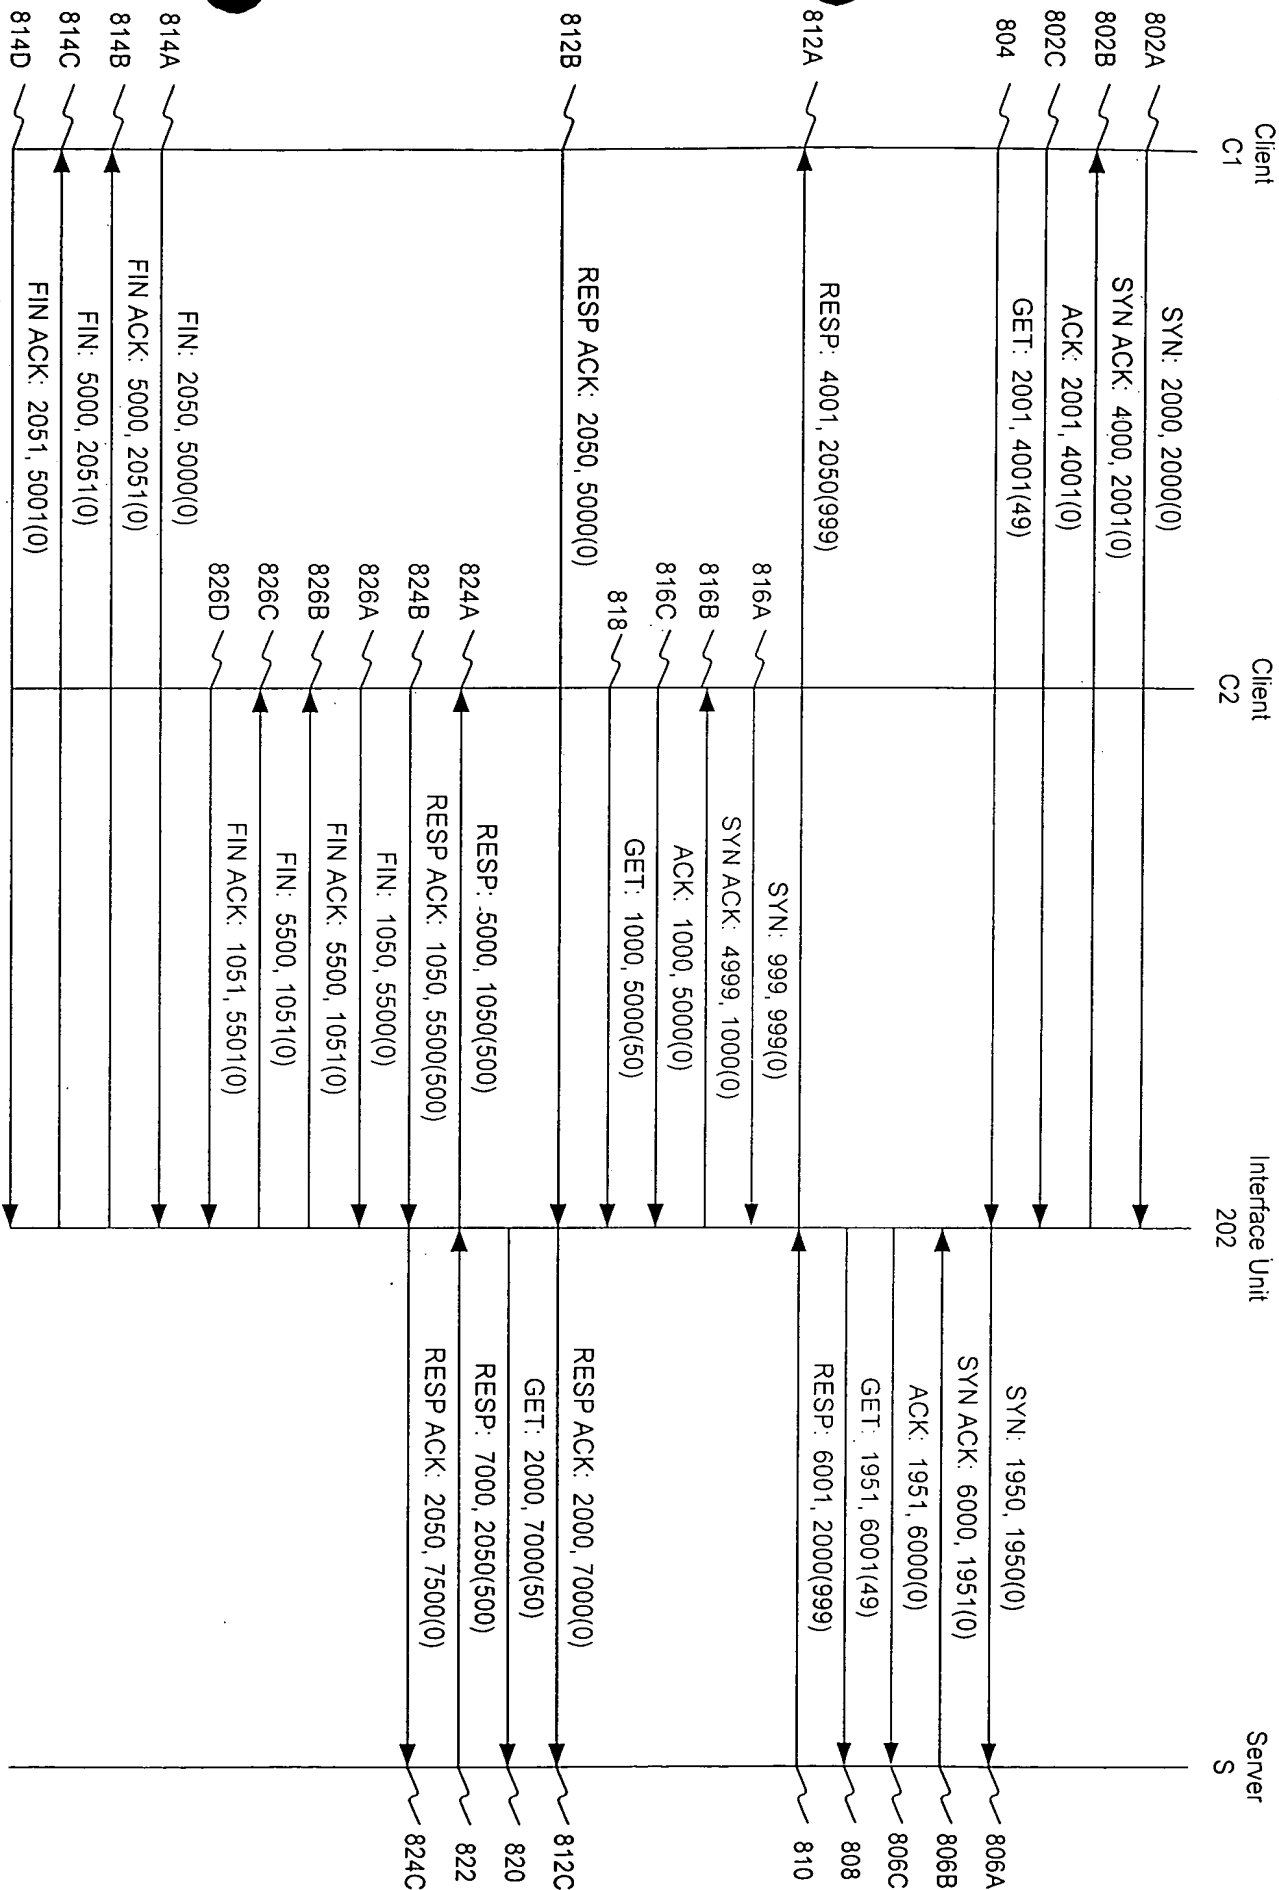 Client
C1
Client
C2
Interface Unit
202
Server
S
802A
SYN: 2000, 2000(0)
802B
SYN ACK: 4000, 2001(0)
802C
ACK: 2001, 4001(0)
804
GET: 2001, 4001(49)
SYN: 1950, 1950(0)
806A
SYN ACK: 6000, 1951(0)
806B
ACK: 1951, 6000(0)
806C
GET: 1951, 6001(49)
808
RESP: 6001, 2000(999)
810
812A
RESP: 4001, 2050(999)
816A
SYN: 999, 999(0)
816B
SYN ACK: 4999, 1000(0)
816C
ACK: 1000, 5000(0)
818
GET: 1000, 5000(50)
812B
RESP ACK: 2050, 5000(0)
RESP ACK: 2000, 7000(0)
812C
GET: 2000, 7000(50)
820
RESP: 7000, 2050(500)
822
824A
RESP: 5000, 1050(500)
824B
RESP ACK: 1050, 5500(500)
RESP ACK: 2050, 7500(0)
824C
826A
FIN: 1050, 5500(0)
826B
FIN ACK: 5500, 1051(0)
826C
FIN: 5500, 1051(0)
826D
FIN ACK: 1051, 5501(0)
814A
FIN: 2050, 5000(0)
814B
FIN ACK: 5000, 2051(0)
814C
FIN: 5000, 2051(0)
814D
FIN ACK: 2051, 5001(0)